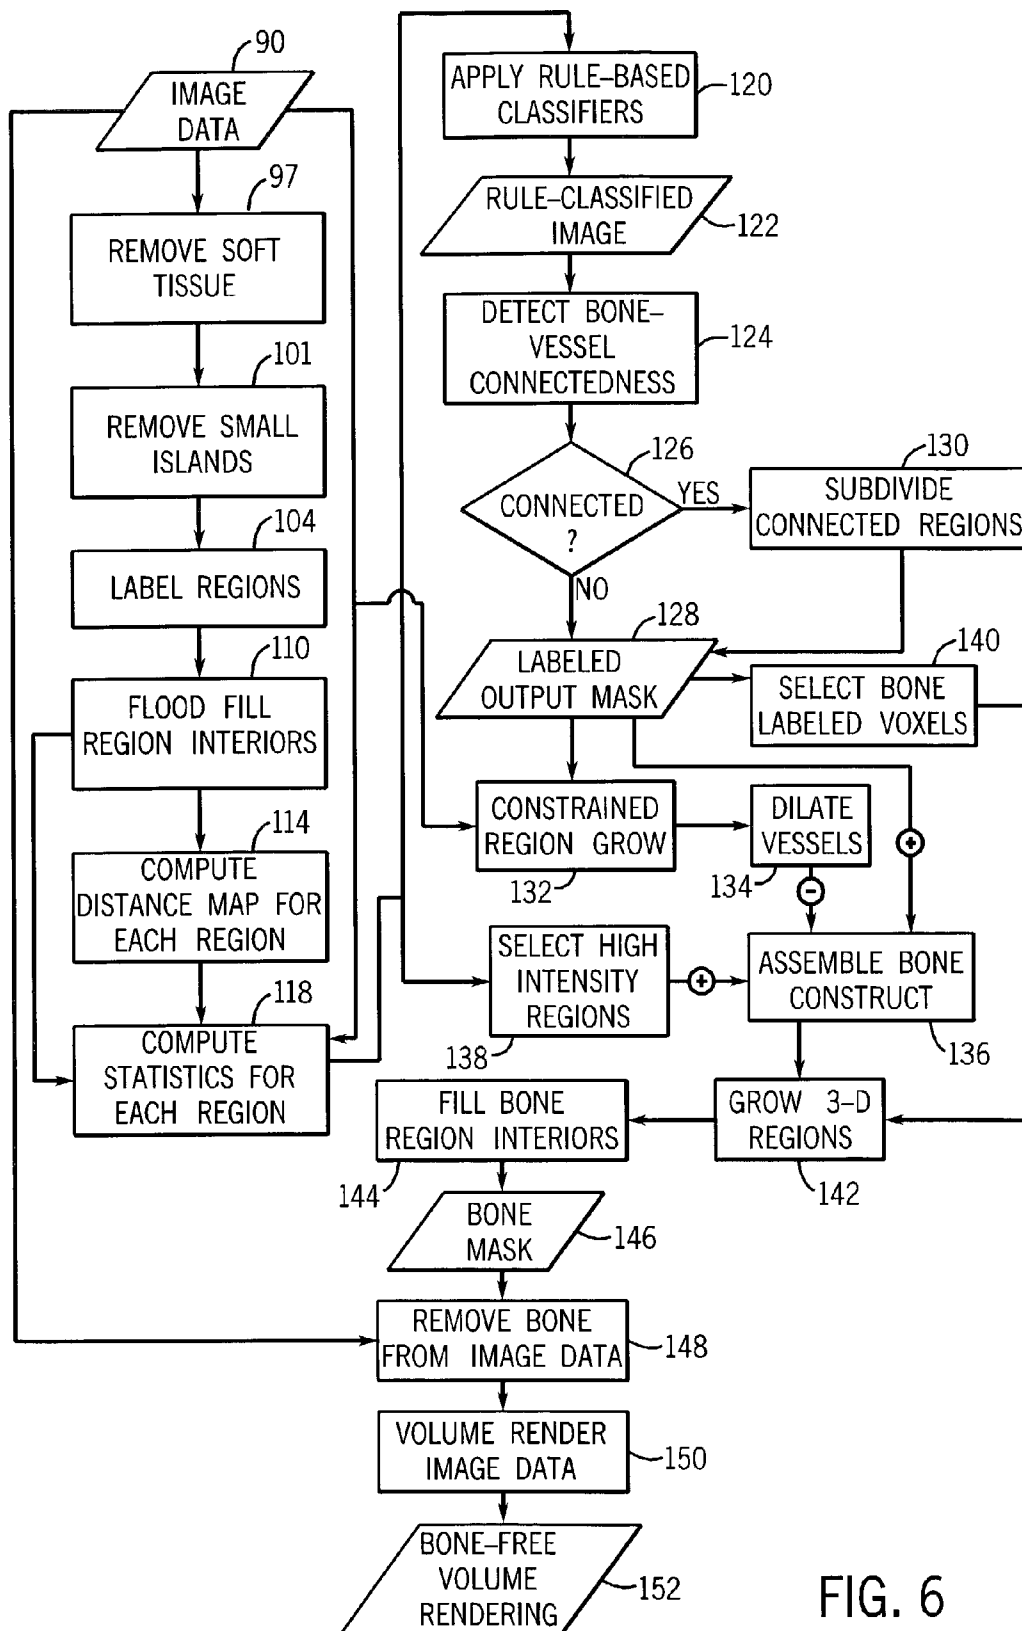 90
IMAGE
DATA
97
REMOVE SOFT
TISSUE
101
REMOVE SMALL
ISLANDS
104
LABEL REGIONS
110
FLOOD FILL
REGION INTERIORS
114
COMPUTE
DISTANCE MAP FOR
EACH REGION
118
COMPUTE
STATISTICS FOR
EACH REGION
APPLY RULE-BASED
CLASSIFIERS
120
RULE-CLASSIFIED
IMAGE
122
DETECT BONE-
VESSEL
CONNECTEDNESS
124
126
CONNECTED
?
YES
NO
130
SUBDIVIDE
CONNECTED REGIONS
128
LABELED
OUTPUT MASK
140
SELECT BONE
LABELED VOXELS
CONSTRAINED
REGION GROW
132
DILATE
VESSELS
134
−
+
SELECT HIGH
INTENSITY
REGIONS
138
+
ASSEMBLE BONE
CONSTRUCT
136
GROW 3-D
REGIONS
142
FILL BONE
REGION INTERIORS
144
BONE
MASK
146
REMOVE BONE
FROM IMAGE DATA
148
VOLUME RENDER
IMAGE DATA
150
BONE-FREE
VOLUME
RENDERING
152
FIG. 6